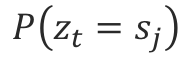 P(z_t = s_j)